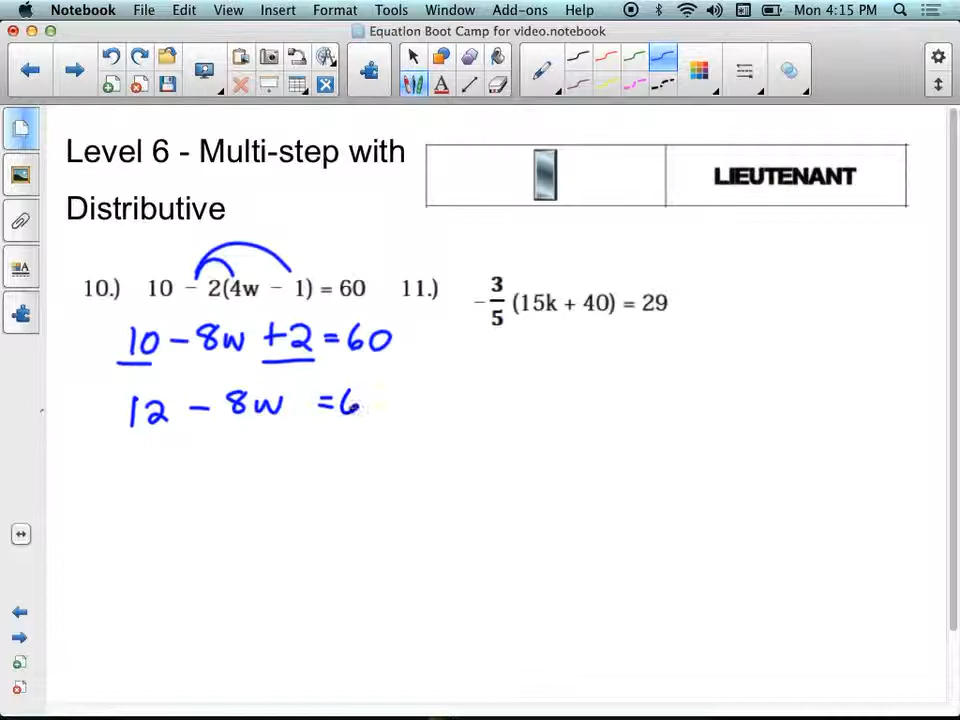 Notebook File Edit View Insert Format Tools Window Add-ons Help Mon 4:15 PM
Equation Boot Camp for video.notebook
Level 6 - Multi-step with
Distributive
LIEUTENANT
10.) 10 - 2(4w - 1) = 60
10 - 8w + 2 = 60
12 - 8w = 6
11.) -3/5 (15k + 40) = 29